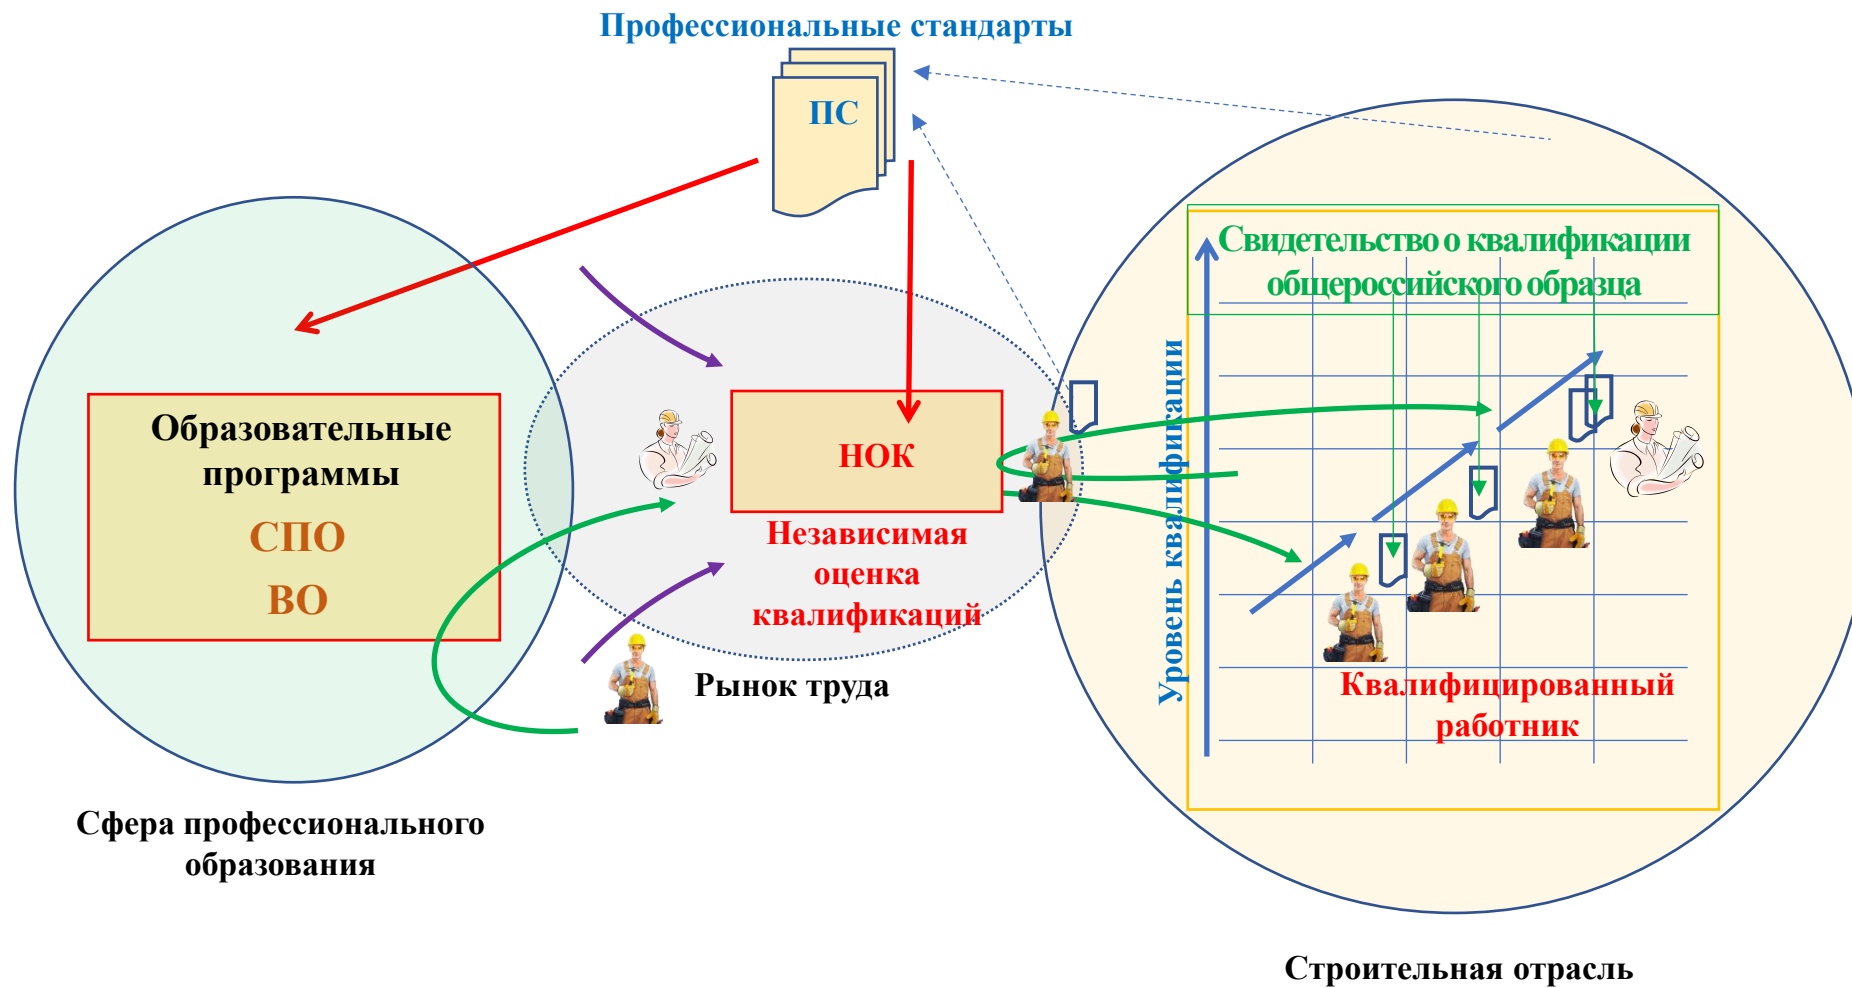 Профессиональные стандарты
ПС
Образовательные
программы
СПО
ВО
НОК
Независимая
оценка
квалификаций
Рынок труда
Сфера профессионального
образования
Свидетельство о квалификации
общероссийского образца
Уровень квалификации
Квалифицированный
работник
Строительная отрасль